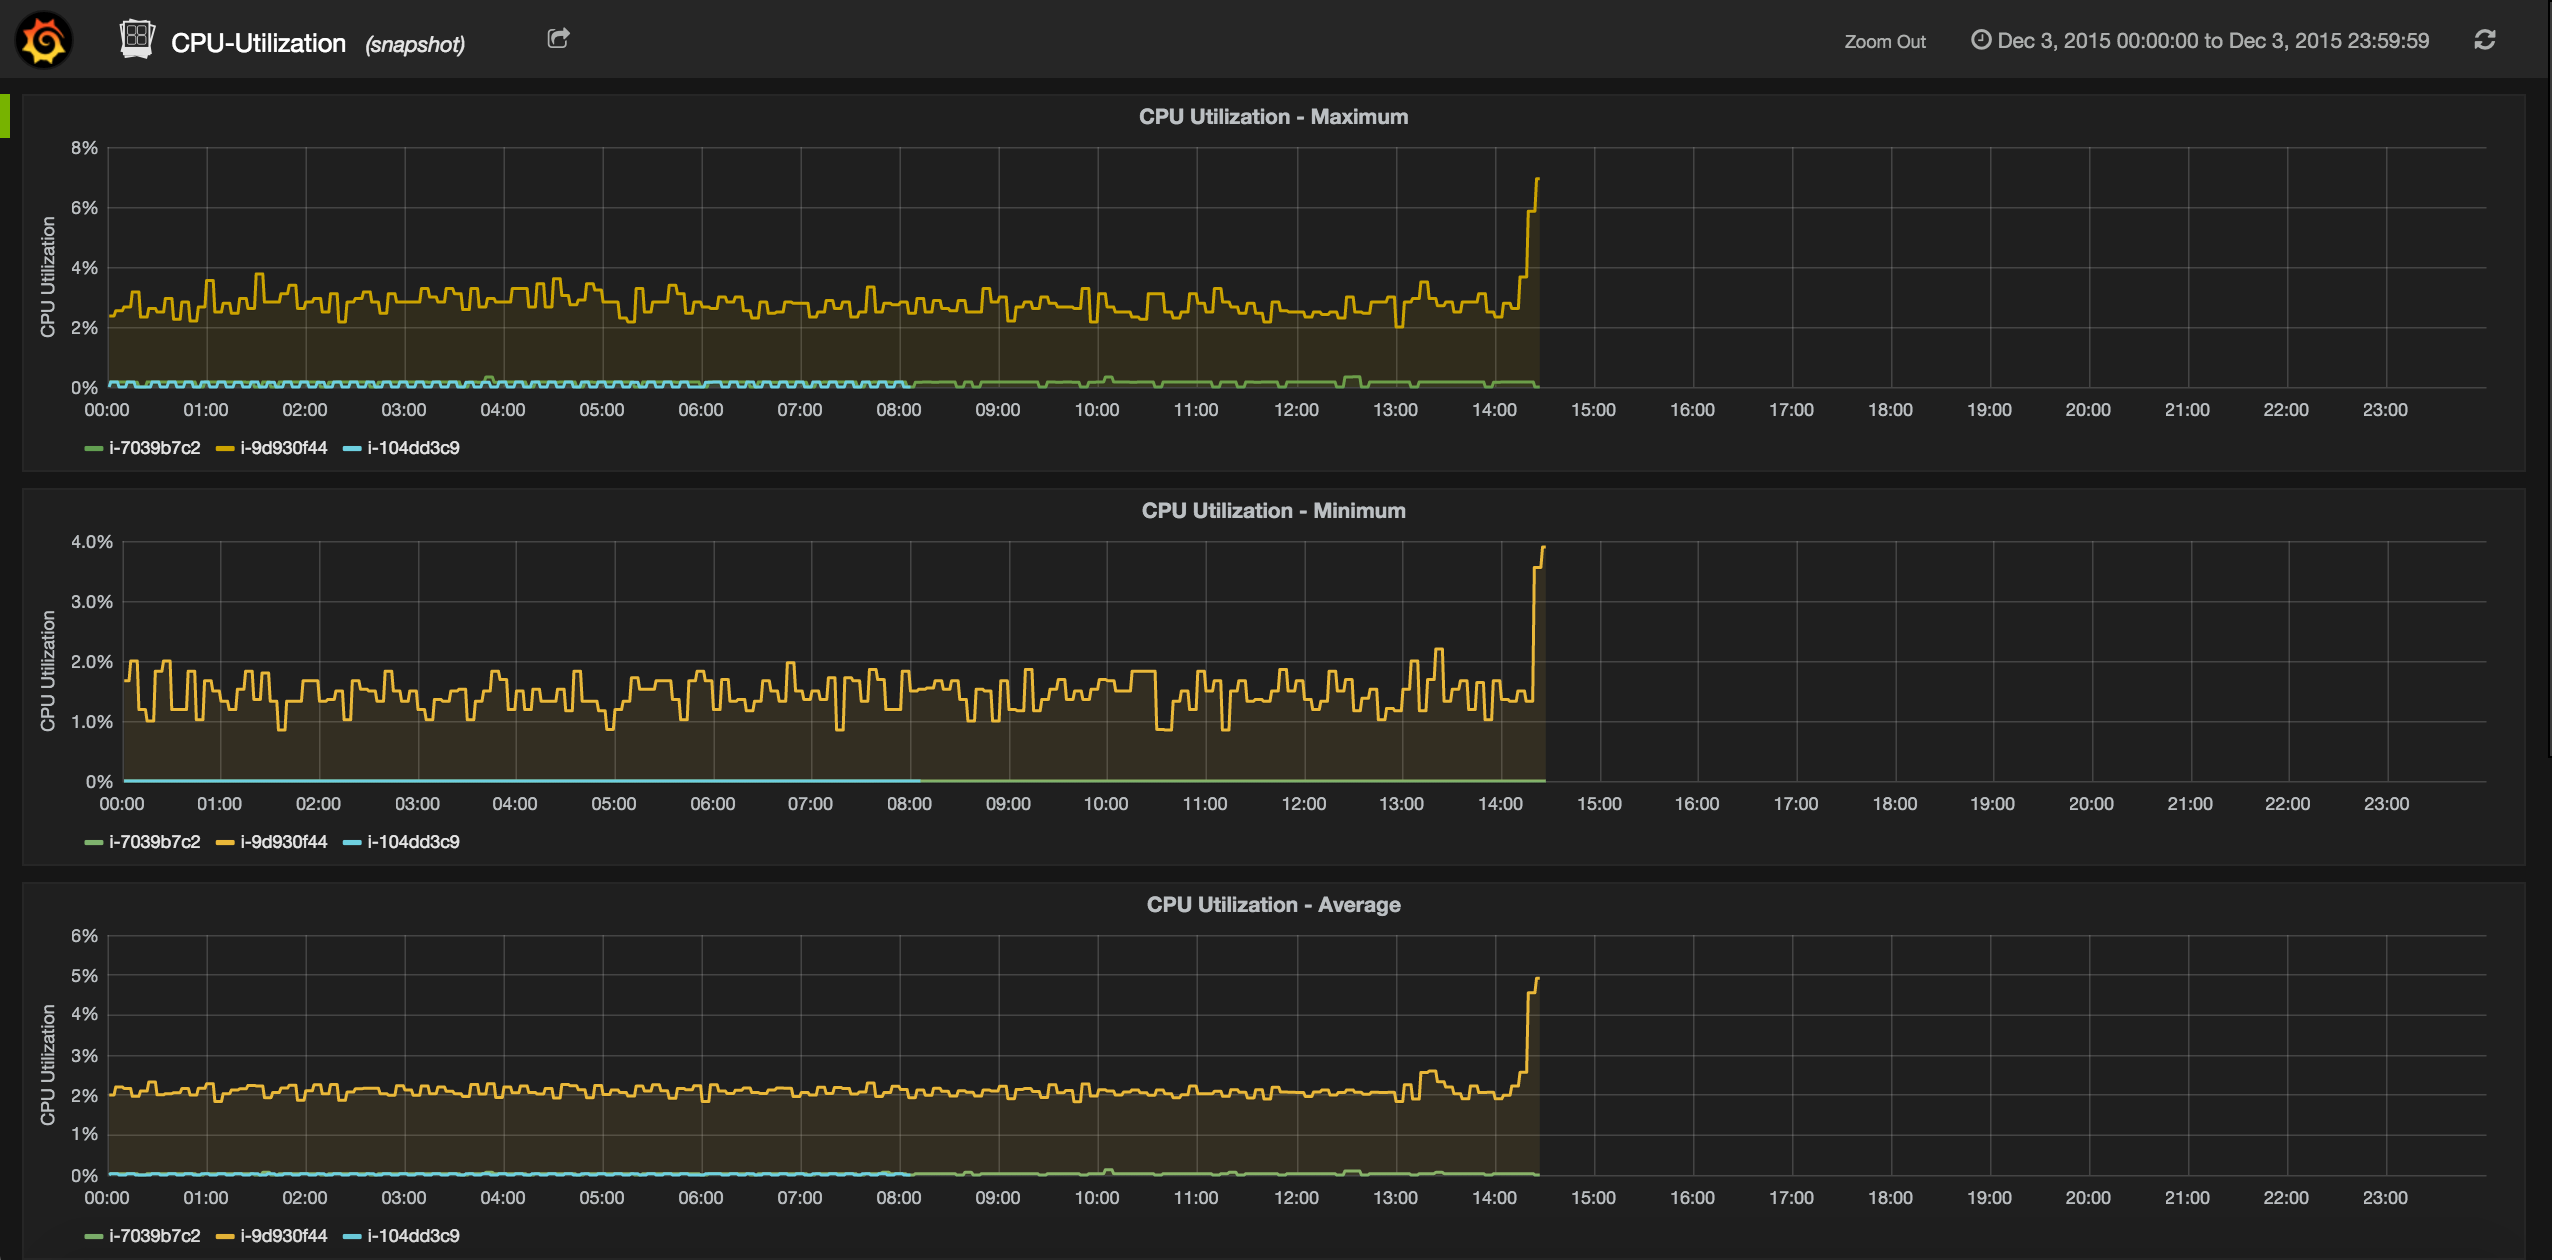 CPU-Utilization (snapshot)
Zoom Out
Dec 3, 2015 00:00:00 to Dec 3, 2015 23:59:59
CPU Utilization - Maximum
CPU Utilization
8%
6%
4%
2%
0%
00:00 01:00 02:00 03:00 04:00 05:00 06:00 07:00 08:00 09:00 10:00 11:00 12:00 13:00 14:00 15:00 16:00 17:00 18:00 19:00 20:00 21:00 22:00 23:00
i-7039b7c2 i-9d930f44 i-104dd3c9
CPU Utilization - Minimum
CPU Utilization
4.0%
3.0%
2.0%
1.0%
0%
00:00 01:00 02:00 03:00 04:00 05:00 06:00 07:00 08:00 09:00 10:00 11:00 12:00 13:00 14:00 15:00 16:00 17:00 18:00 19:00 20:00 21:00 22:00 23:00
i-7039b7c2 i-9d930f44 i-104dd3c9
CPU Utilization - Average
CPU Utilization
6%
5%
4%
3%
2%
1%
0%
00:00 01:00 02:00 03:00 04:00 05:00 06:00 07:00 08:00 09:00 10:00 11:00 12:00 13:00 14:00 15:00 16:00 17:00 18:00 19:00 20:00 21:00 22:00 23:00
i-7039b7c2 i-9d930f44 i-104dd3c9